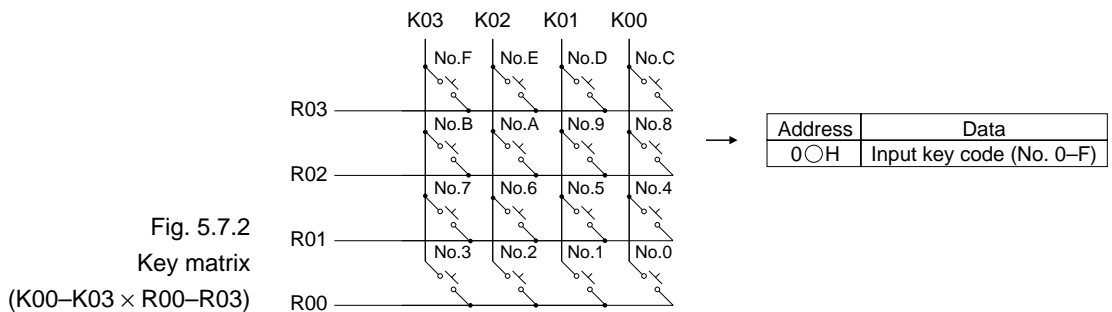 K03 K02 K01 K00
No.F No.E No.D No.C
R03
No.B No.A No.9 No.8
R02
No.7 No.6 No.5 No.4
R01
No.3 No.2 No.1 No.0
R00
Address Data
0○H Input key code (No. 0–F)
Fig. 5.7.2
Key matrix
(K00–K03 × R00–R03)